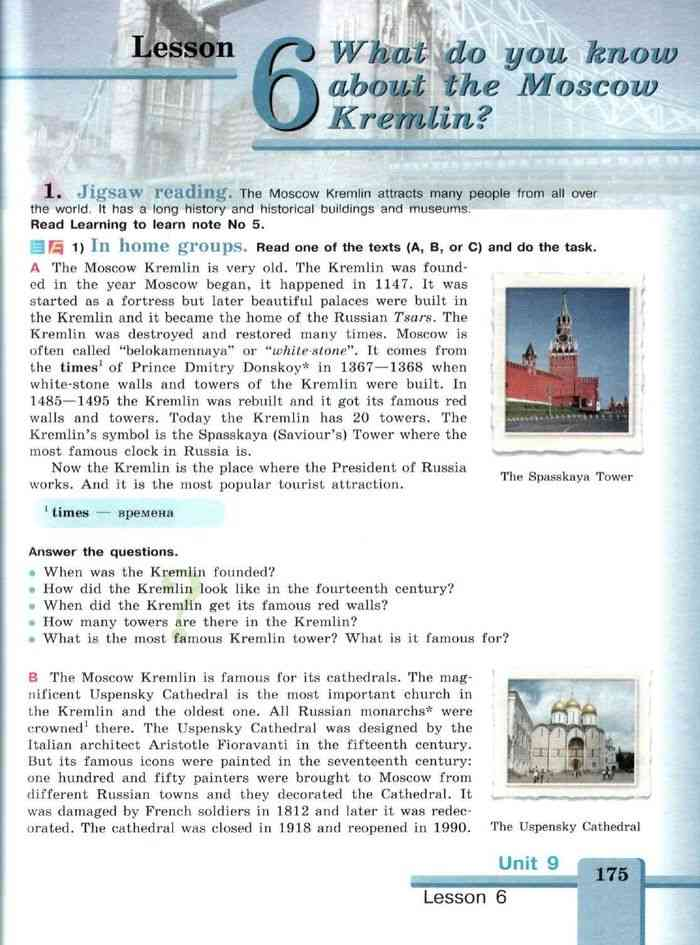 Lesson 6
What do you know
about the Moscow
Kremlin?
1. Jigsaw reading. The Moscow Kremlin attracts many people from all over
the world. It has a long history and historical buildings and museums.
Read Learning to learn note No 5.
1) In home groups. Read one of the texts (A, B, or C) and do the task.
A The Moscow Kremlin is very old. The Kremlin was found-
ed in the year Moscow began, it happened in 1147. It was
started as a fortress but later beautiful palaces were built in
the Kremlin and it became the home of the Russian Tsars. The
Kremlin was destroyed and restored many times. Moscow is
often called “belokamennaya” or “white-stone”. It comes from
the times¹ of Prince Dmitry Donskoy* in 1367—1368 when
white-stone walls and towers of the Kremlin were built. In
1485—1495 the Kremlin was rebuilt and it got its famous red
walls and towers. Today the Kremlin has 20 towers. The
Kremlin’s symbol is the Spasskaya (Saviour’s) Tower where the
most famous clock in Russia is.
Now the Kremlin is the place where the President of Russia
works. And it is the most popular tourist attraction.
The Spasskaya Tower
¹ times — времена
Answer the questions.
• When was the Kremlin founded?
• How did the Kremlin look like in the fourteenth century?
• When did the Kremlin get its famous red walls?
• How many towers are there in the Kremlin?
• What is the most famous Kremlin tower? What is it famous for?
?
B The Moscow Kremlin is famous for its cathedrals. The mag-
nificent Uspensky Cathedral is the most important church in
the Kremlin and the oldest one. All Russian monarchs* were
crowned¹ there. The Uspensky Cathedral was designed by the
Italian architect Aristotle Fioravanti in the fifteenth century.
But its famous icons were painted in the seventeenth century:
one hundred and fifty painters were brought to Moscow from
different Russian towns and they decorated the Cathedral. It
was damaged by French soldiers in 1812 and later it was redec-
orated. The cathedral was closed in 1918 and reopened in 1990.
The Uspensky Cathedral
Unit 9
175
Lesson 6